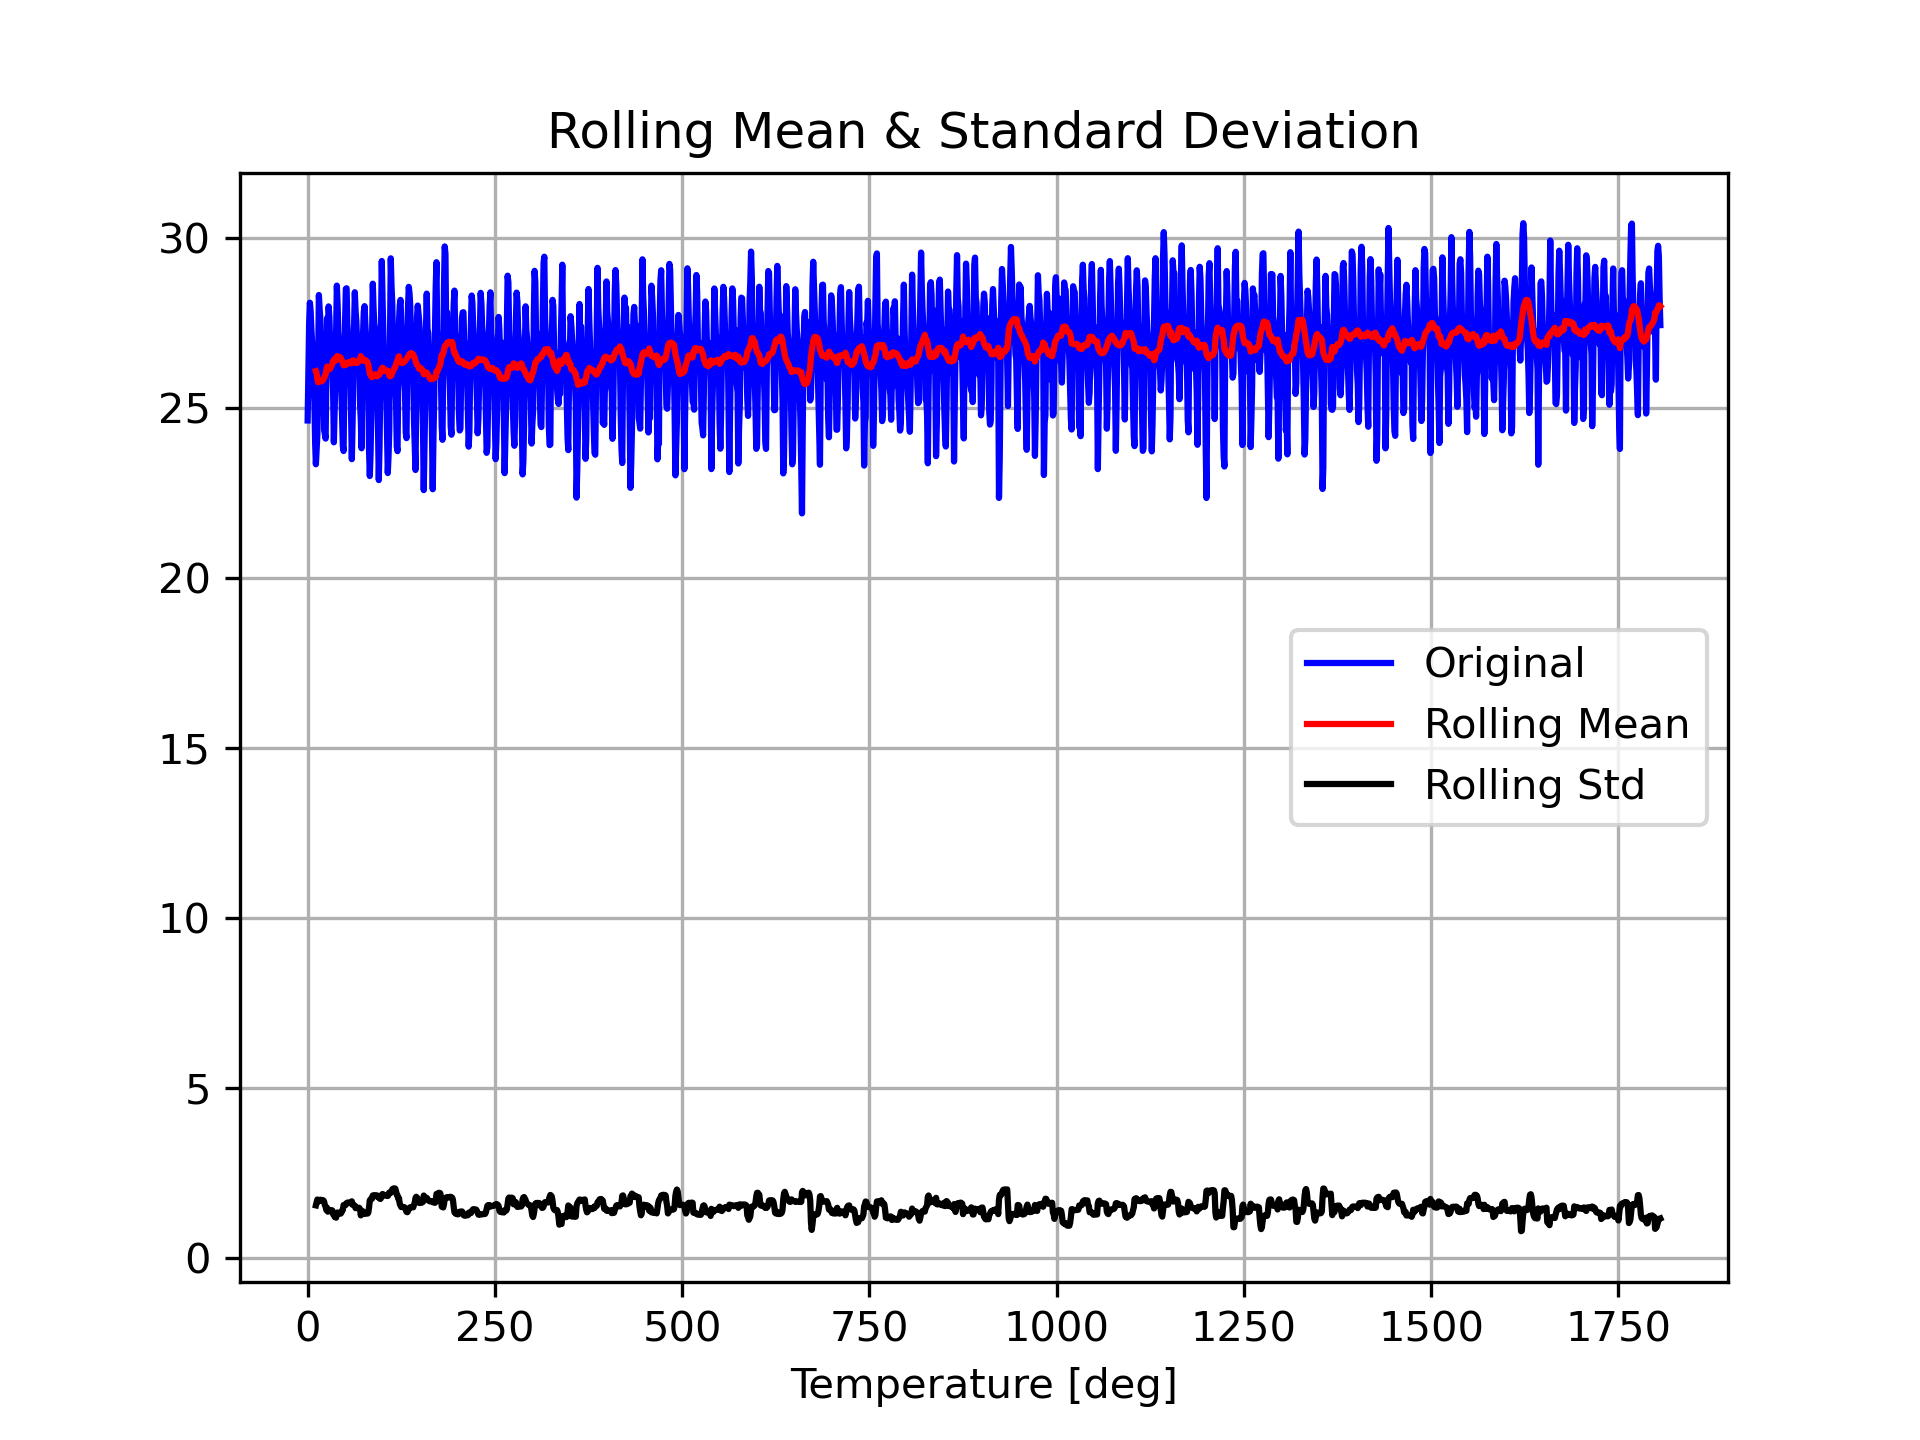 Rolling Mean & Standard Deviation
30
25
20
15
10
5
0
Original
Rolling Mean
Rolling Std
0 250 500 750 1000 1250 1500 1750
Temperature [deg]